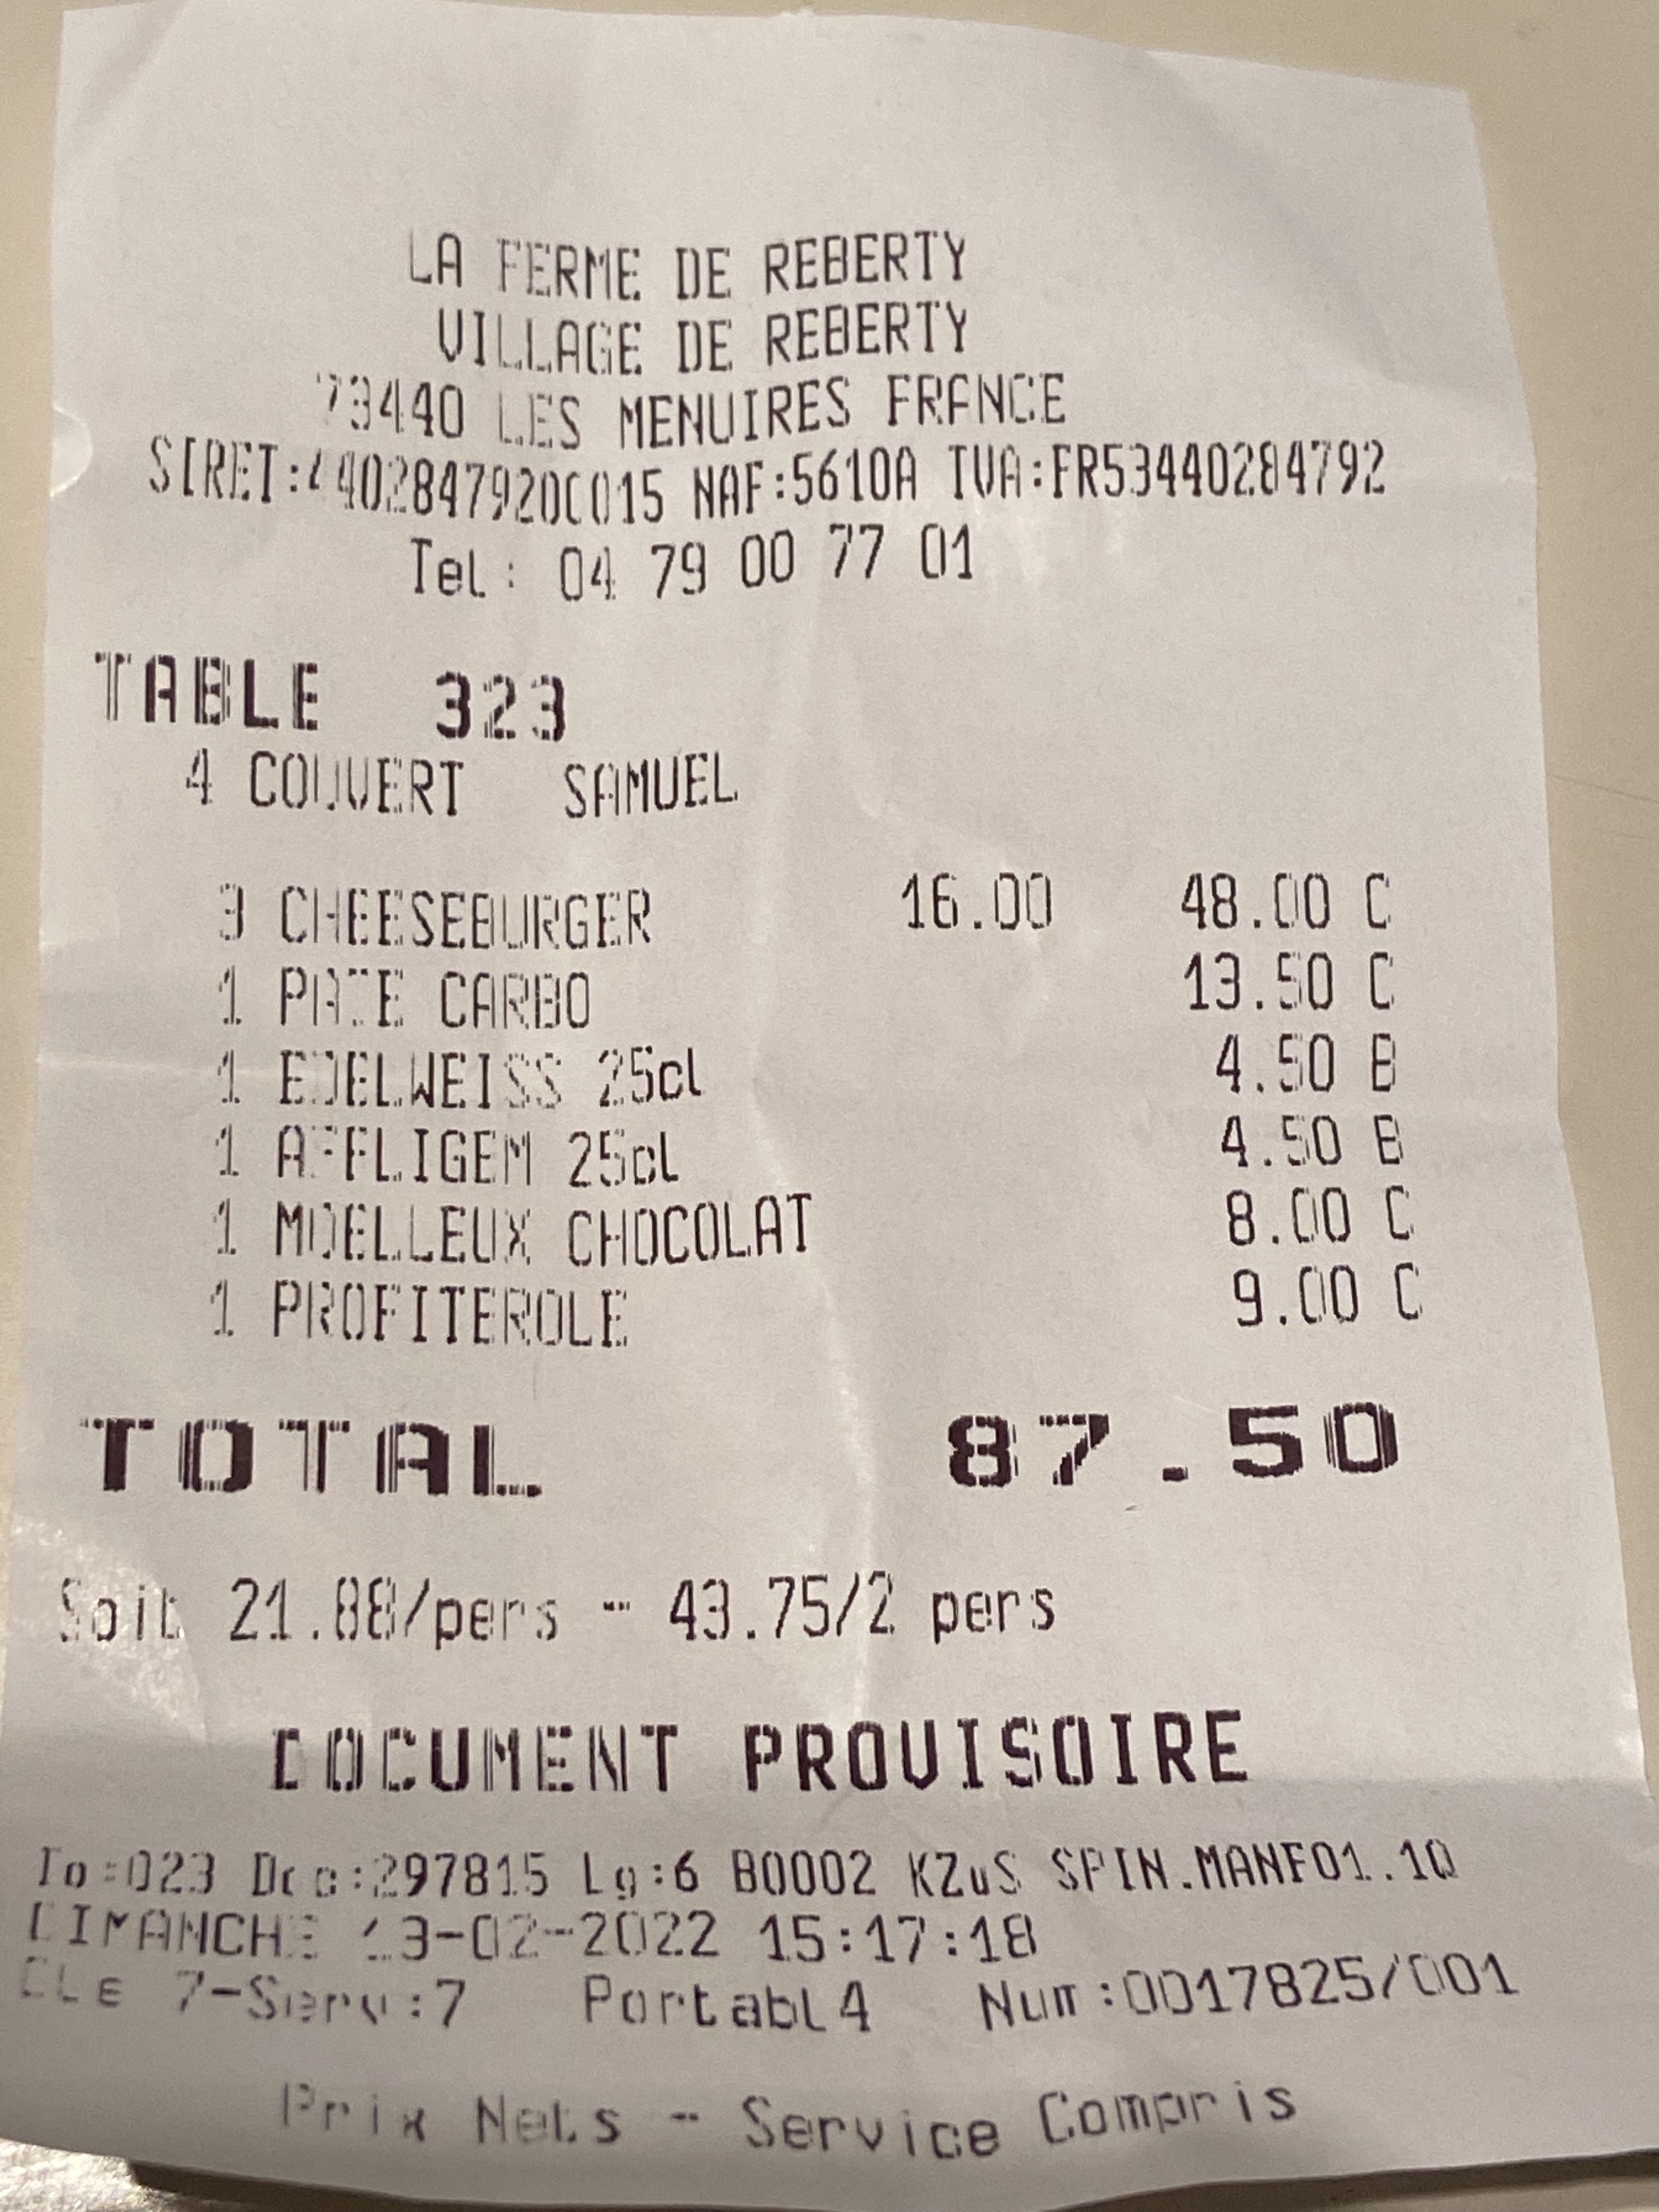 LA FERME DE REBERTY
VILLAGE DE REBERTY
73440 LES MENUIRES FRANCE
SIRET:44028479200015 NAF:5610A TVA:FR53440284792
Tel: 04 79 00 77 01
TABLE 323
4 COUVERT SAMUEL
3 CHEESEBURGER 16.00 48.00 C
1 PATE CARBO 13.50 C
1 EDELWEISS 25cl 4.50 B
1 AFFLIGEM 25cl 4.50 B
1 MOELLEUX CHOCOLAT 8.00 C
1 PROFITEROLE 9.00 C
TOTAL 87.50
Soit 21.88/pers - 43.75/2 pers
DOCUMENT PROVISOIRE
To:023 Dcp:297815 Lg:6 B0002 KZuS SPIN.MANF01.1Q
DIMANCHE 13-02-2022 15:17:18
CLe 7-Serv:7 Portabl4 Num:0017825/001
Prix Nets - Service Compris